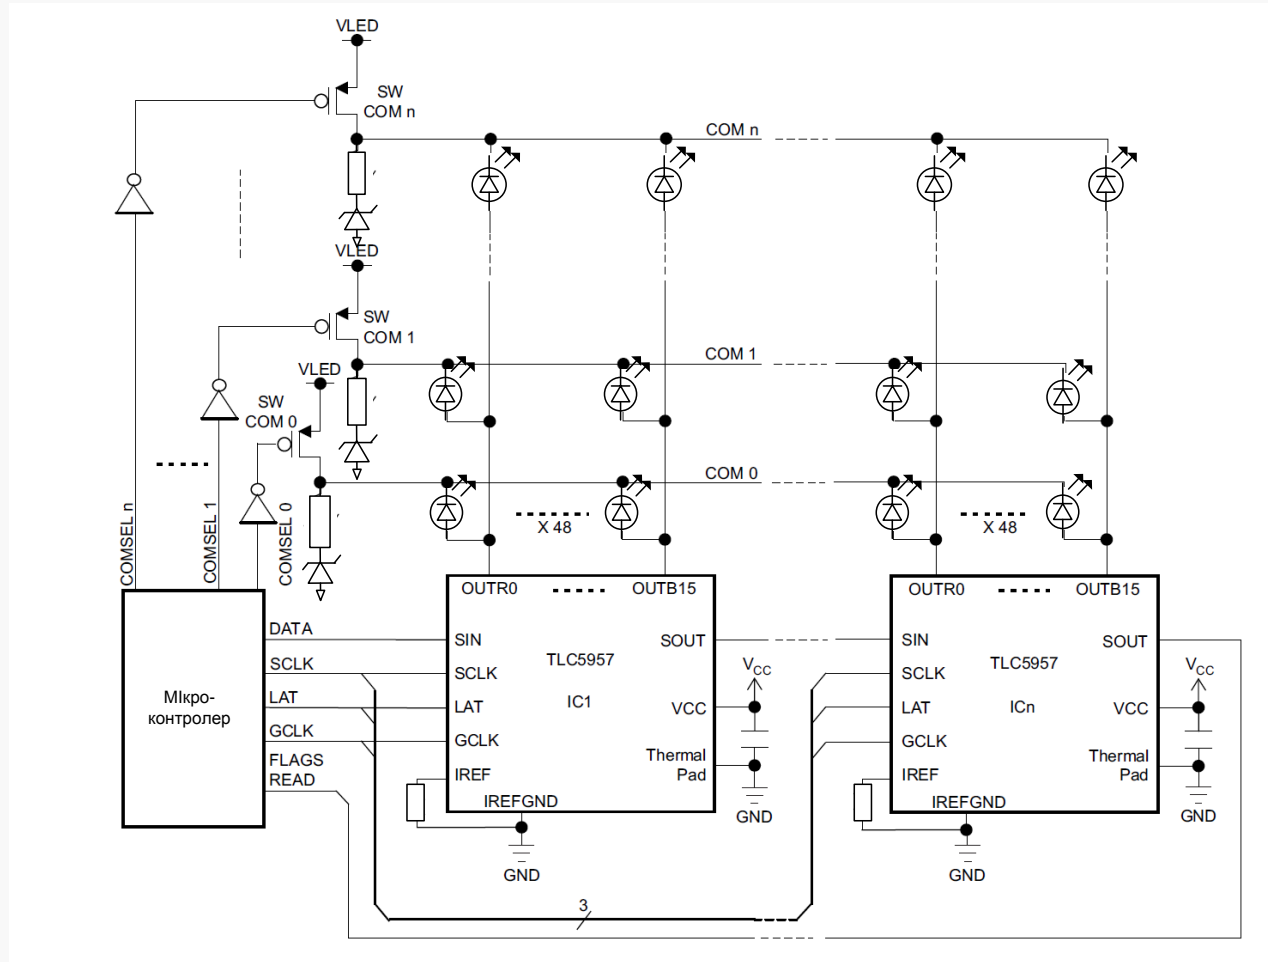 VLED
SW
COM n
COM n
VLED
SW
COM 1
COM 1
VLED
SW
COM 0
COM 0
X 48
X 48
COMSEL n
COMSEL 1
COMSEL 0
OUTR0
OUTB15
OUTR0
OUTB15
DATA
SIN
SOUT
SIN
SOUT
TLC5957
TLC5957
SCLK
SCLK
VCC
SCLK
VCC
МІкро-
контролер
LAT
LAT
IC1
VCC
LAT
ICn
VCC
GCLK
GCLK
GCLK
FLAGS
READ
Thermal
Pad
Thermal
Pad
IREF
IREF
IREFGND
IREFGND
GND
GND
GND
GND
3